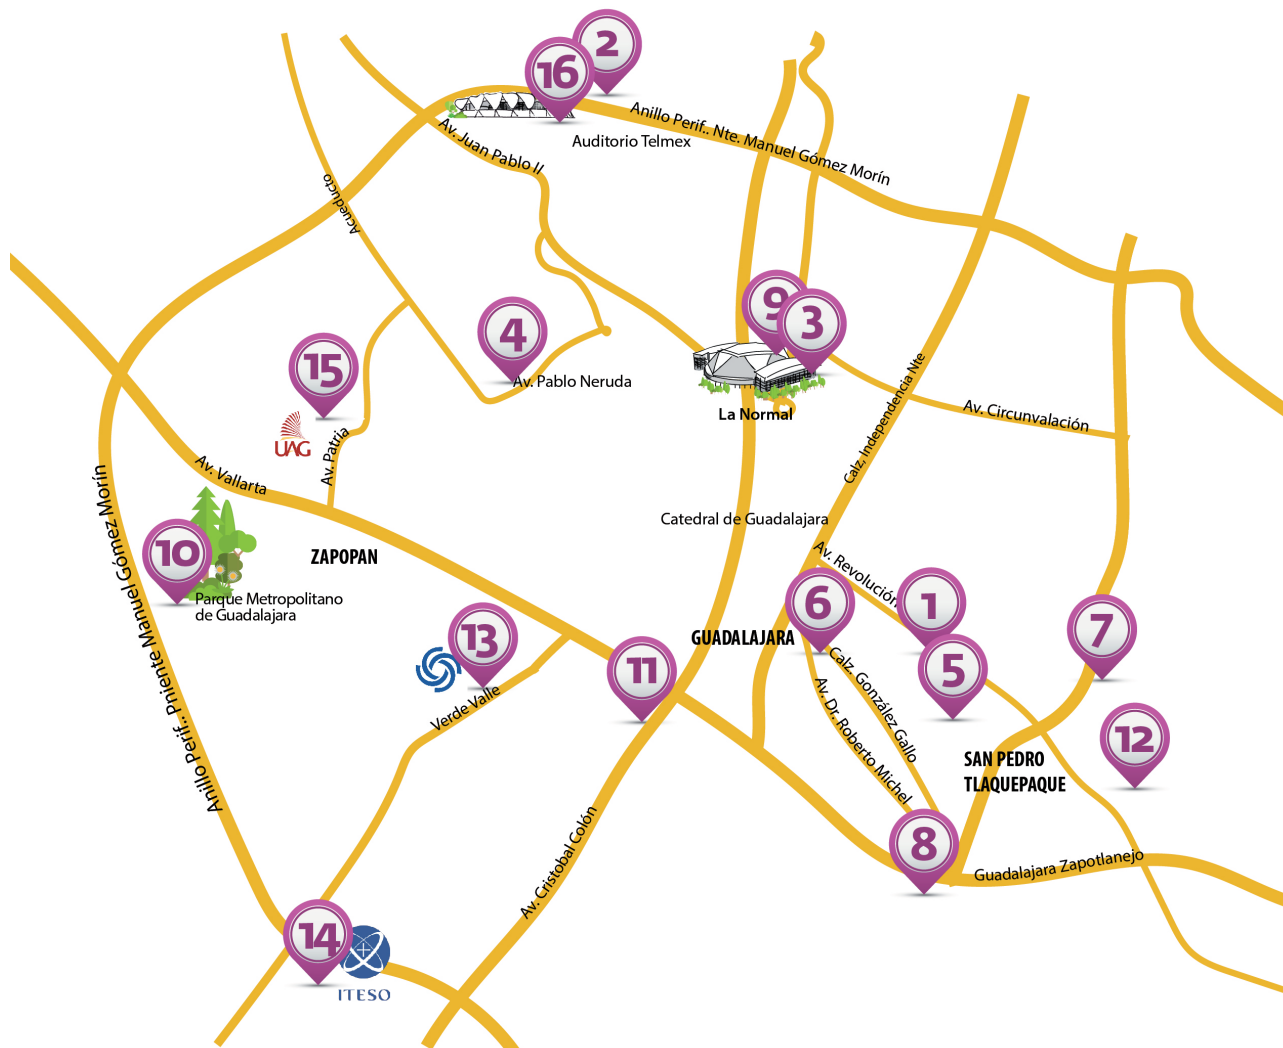 2
16
Anillo Perif.. Nte. Manuel Gómez Morín
Auditorio Telmex
Av. Juan Pablo II
Acueducto
9
3
4
15
Av. Pablo Neruda
La Normal
Calz, Independencia Nte
Av. Circunvalación
UAG
Av. Patria
Av. Vallarta
Anillo Perif.. Pniente Manuel Gómez Morín
10
ZAPOPAN
Catedral de Guadalajara
Av. Revolución
Parque Metropolitano
de Guadalajara
6
1
7
GUADALAJARA
13
11
5
Calz. González Gallo
Av. Dr. Roberto Michel
Verde Valle
12
SAN PEDRO
TLAQUEPAQUE
8
Av. Cristobal Colón
Guadalajara Zapotlanejo
14
ITESO